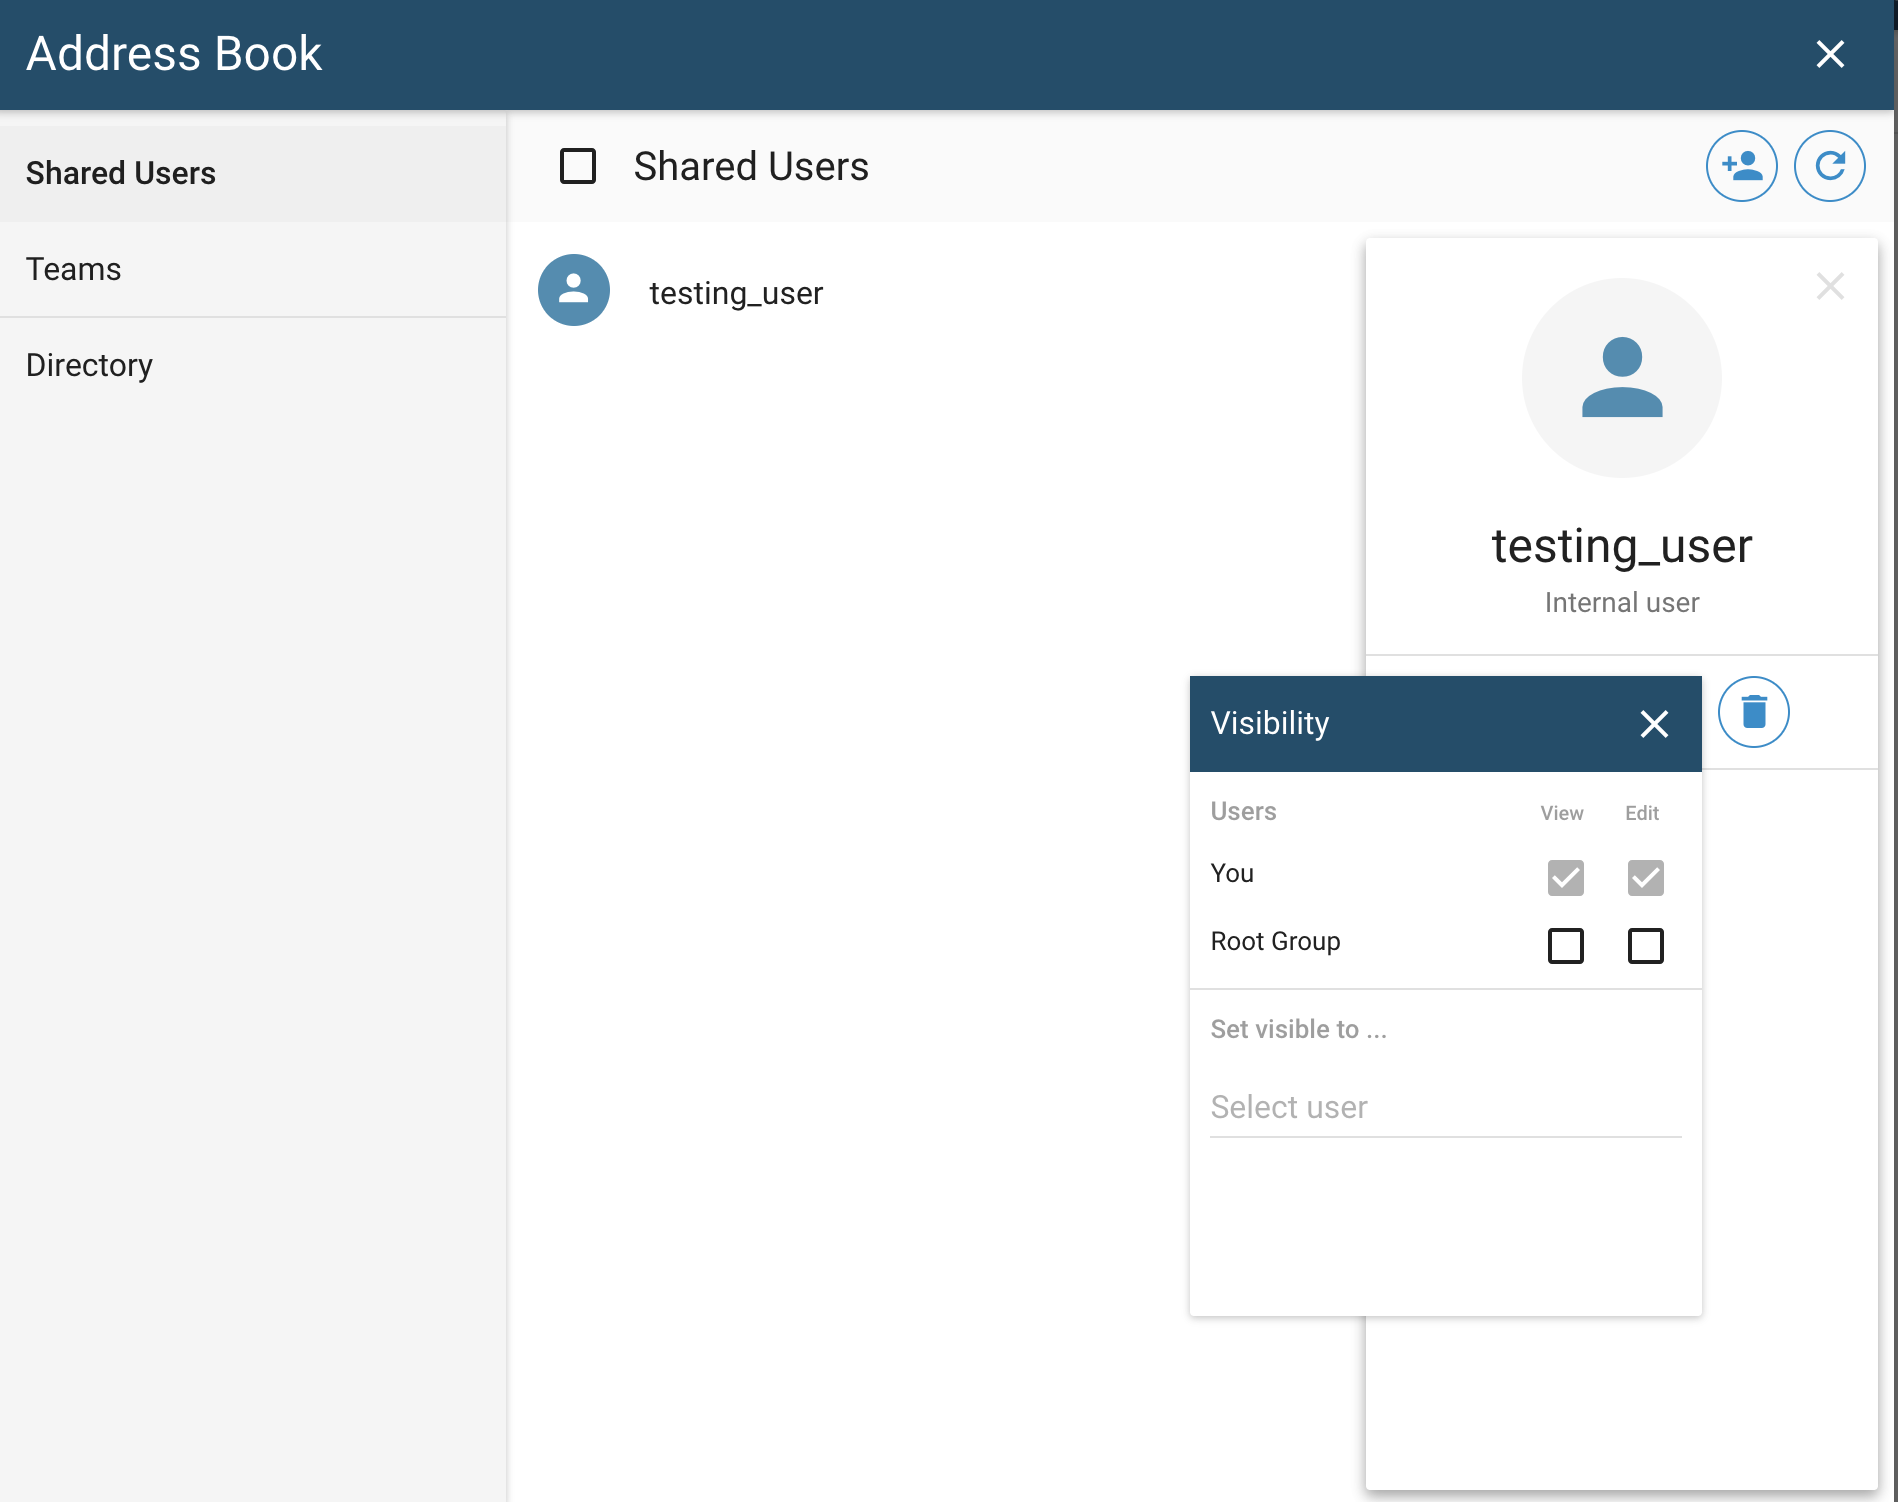 Address Book
Shared Users
Teams
Directory
Shared Users
testing_user
testing_user
Internal user
Visibility
Users View Edit
You
Root Group
Set visible to ...
Select user